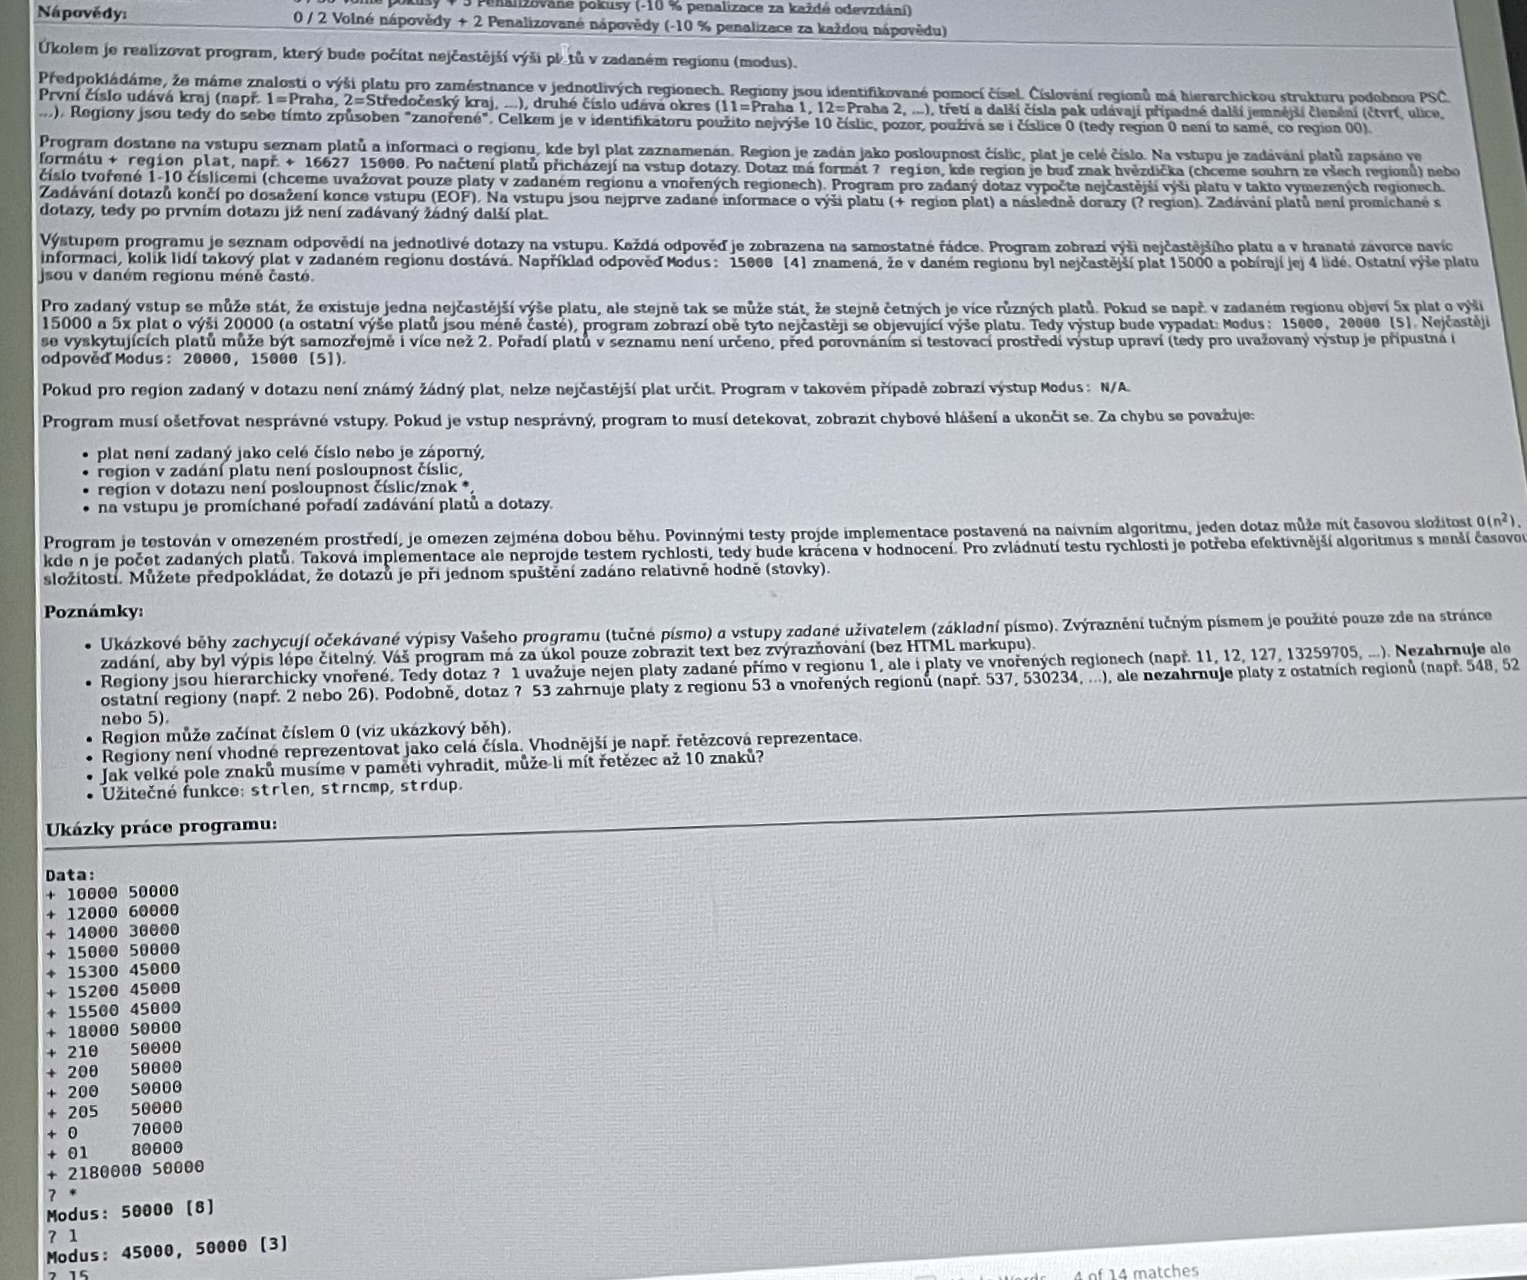 penalizované pokusy (-10 % penalizace za každé odevzdání)
Nápovědy:
0 / 2 Volné nápovědy + 2 Penalizované nápovědy (-10 % penalizace za každou nápovědu)
Úkolem je realizovat program, který bude počítat nejčastější výši platů v zadaném regionu (modus).
Předpokládáme, že máme znalosti o výši platu pro zaměstnance v jednotlivých regionech. Regiony jsou identifikované pomocí čísel. Číslování regionů má hierarchickou strukturu podobnou PSČ.
První číslo udává kraj (např. 1=Praha, 2=Středočeský kraj, ...), druhé číslo udává okres (11=Praha 1, 12=Praha 2, ...), třetí a další čísla pak udávají případné další jemnější členění (čtvrť, ulice,
...). Regiony jsou tedy do sebe tímto způsoben "zanořené". Celkem je v identifikátoru použito nejvýše 10 číslic, pozor, používá se i číslice 0 (tedy region 0 není to samé, co region 00).
Program dostane na vstupu seznam platů a informaci o regionu, kde byl plat zaznamenán. Region je zadán jako posloupnost číslic, plat je celé číslo. Na vstupu je zadávání platů zapsáno ve
formátu + region plat, např. + 16627 15000. Po načtení platů přicházejí na vstup dotazy. Dotaz má formát ? region, kde region je buď znak hvězdička (chceme souhrn ze všech regionů) nebo
číslo tvořené 1-10 číslicemi (chceme uvažovat pouze platy v zadaném regionu a vnořených regionech). Program pro zadaný dotaz vypočte nejčastější výši platu v takto vymezených regionech.
Zadávání dotazů končí po dosažení konce vstupu (EOF). Na vstupu jsou nejprve zadané informace o výši platu (+ region plat) a následně dorazy (? region). Zadávání platů není promíchané s
dotazy, tedy po prvním dotazu již není zadávaný žádný další plat.
Výstupem programu je seznam odpovědí na jednotlivé dotazy na vstupu. Každá odpověď je zobrazena na samostatné řádce. Program zobrazí výši nejčastějšího platu a v hranaté závorce navíc
informaci, kolik lidí takový plat v zadaném regionu dostává. Například odpověď Modus: 15000 [4] znamená, že v daném regionu byl nejčastější plat 15000 a pobírají jej 4 lidé. Ostatní výše platu
jsou v daném regionu méně časté.
Pro zadaný vstup se může stát, že existuje jedna nejčastější výše platu, ale stejně tak se může stát, že stejně četných je více různých platů. Pokud se např. v zadaném regionu objeví 5x plat o výši
15000 a 5x plat o výši 20000 (a ostatní výše platů jsou méně časté), program zobrazí obě tyto nejčastěji se objevující výše platu. Tedy výstup bude vypadat: Modus: 15000, 20000 [5]. Nejčastěji
se vyskytujících platů může být samozřejmě i více než 2. Pořadí platů v seznamu není určeno, před porovnáním si testovací prostředí výstup upraví (tedy pro uvažovaný výstup je přípustná i
odpověď Modus: 20000, 15000 [5]).
Pokud pro region zadaný v dotazu není známý žádný plat, nelze nejčastější plat určit. Program v takovém případě zobrazí výstup Modus: N/A.
Program musí ošetřovat nesprávné vstupy. Pokud je vstup nesprávný, program to musí detekovat, zobrazit chybové hlášení a ukončit se. Za chybu se považuje:
• plat není zadaný jako celé číslo nebo je záporný,
• region v zadání platu není posloupnost číslic,
• region v dotazu není posloupnost číslic/znak *,
• na vstupu je promíchané pořadí zadávání platů a dotazy.
Program je testován v omezeném prostředí, je omezen zejména dobou běhu. Povinnými testy projde implementace postavená na naivním algoritmu, jeden dotaz může mít časovou složitost O(n²),
kde n je počet zadaných platů. Taková implementace ale neprojde testem rychlosti, tedy bude krácena v hodnocení. Pro zvládnutí testu rychlosti je potřeba efektivnější algoritmus s menší časovou
složitostí. Můžete předpokládat, že dotazů je při jednom spuštění zadáno relativně hodně (stovky).
Poznámky:
• Ukázkové běhy zachycují očekávané výpisy Vašeho programu (tučné písmo) a vstupy zadané uživatelem (základní písmo). Zvýraznění tučným písmem je použité pouze zde na stránce
zadání, aby byl výpis lépe čitelný. Váš program má za úkol pouze zobrazit text bez zvýrazňování (bez HTML markupu).
• Regiony jsou hierarchicky vnořené. Tedy dotaz ? 1 uvažuje nejen platy zadané přímo v regionu 1, ale i platy ve vnořených regionech (např. 11, 12, 127, 13259705, ...). Nezahrnuje ale
ostatní regiony (např. 2 nebo 26). Podobně, dotaz ? 53 zahrnuje platy z regionu 53 a vnořených regionů (např. 537, 530234, ...), ale nezahrnuje platy z ostatních regionů (např. 548, 52
nebo 5).
• Region může začínat číslem 0 (viz ukázkový běh).
• Regiony není vhodné reprezentovat jako celá čísla. Vhodnější je např. řetězcová reprezentace.
• Jak velké pole znaků musíme v paměti vyhradit, může-li mít řetězec až 10 znaků?
• Užitečné funkce: strlen, strncmp, strdup.
Ukázky práce programu:
Data:
+ 10000 50000
+ 12000 60000
+ 14000 30000
+ 15000 50000
+ 15300 45000
+ 15200 45000
+ 15500 45000
+ 18000 50000
+ 210 50000
+ 200 50000
+ 200 50000
+ 205 50000
+ 0 70000
+ 01 80000
+ 2180000 50000
? *
Modus: 50000 [8]
? 1
Modus: 45000, 50000 [3]
? 15
4 of 14 matches